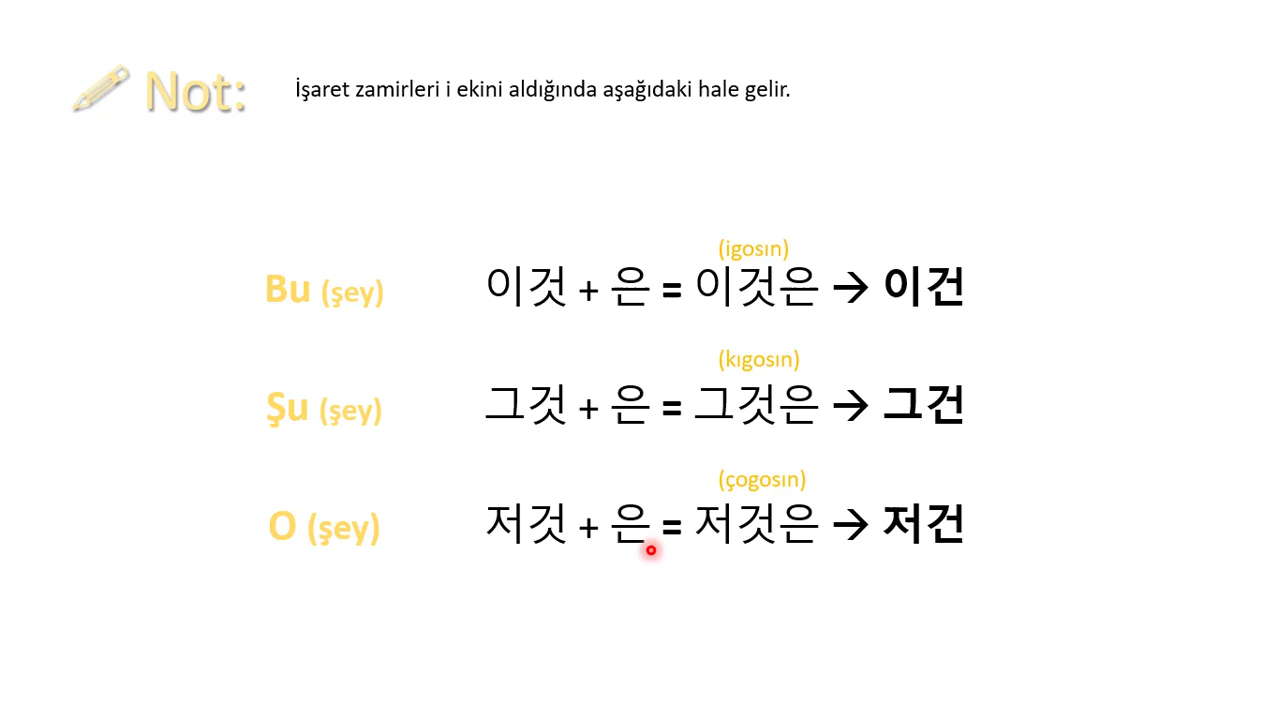 Not:
İşaret zamirleri i ekini aldığında aşağıdaki hale gelir.
(igosın)
Bu (şey) 이것 + 은 = 이것은 → 이건
(kıgosın)
Şu (şey) 그것 + 은 = 그것은 → 그건
(çogosın)
O (şey) 저것 + 은 = 저것은 → 저건